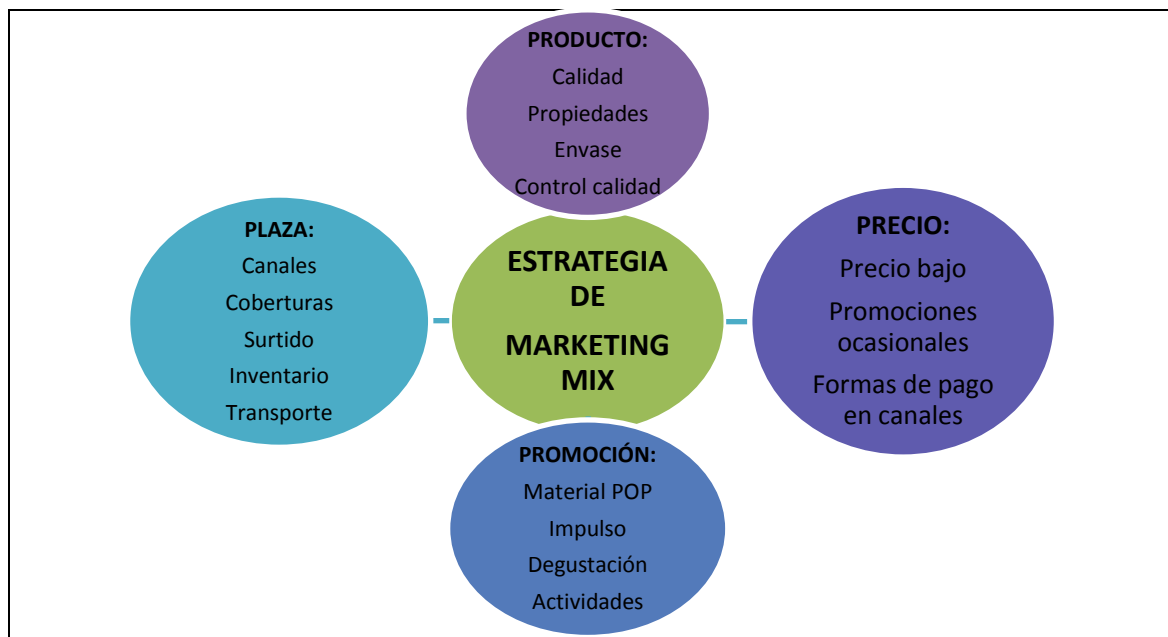 PRODUCTO:
Calidad
Propiedades
Envase
Control calidad
PLAZA:
Canales
Coberturas
Surtido
Inventario
Transporte
ESTRATEGIA
DE
MARKETING
MIX
PRECIO:
Precio bajo
Promociones
ocasionales
Formas de pago
en canales
PROMOCIÓN:
Material POP
Impulso
Degustación
Actividades